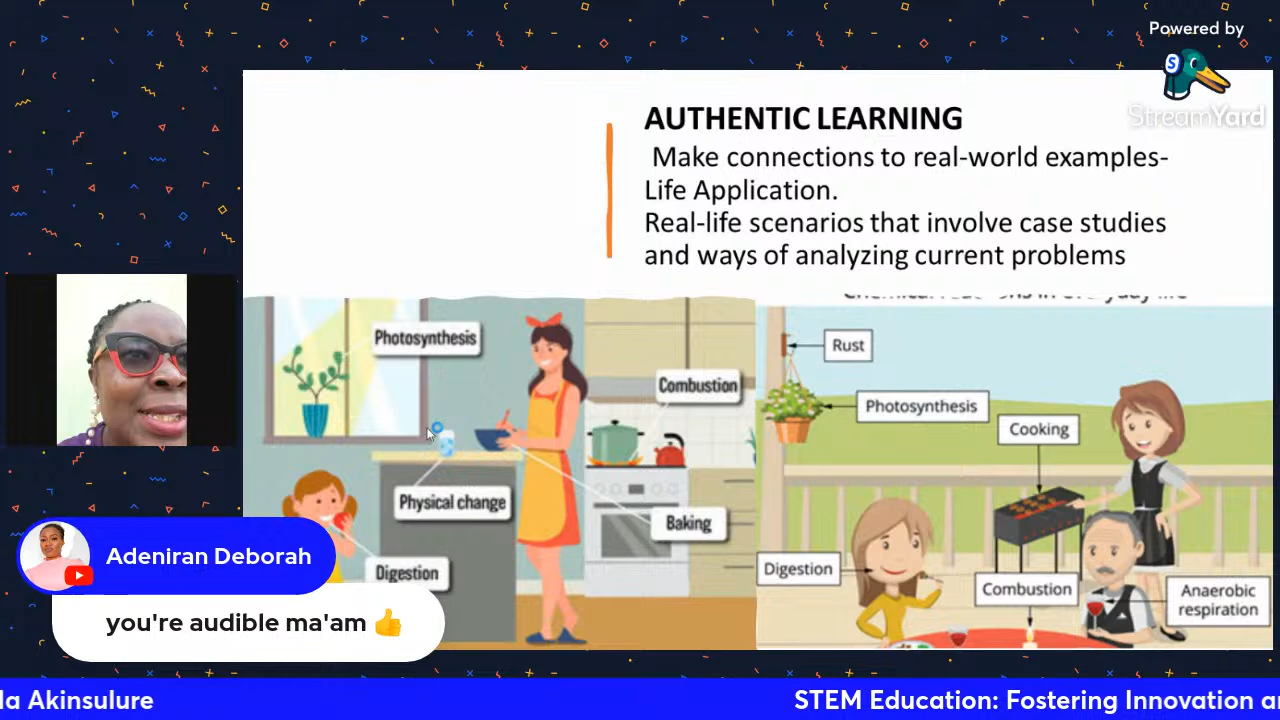 Powered by
StreamYard
AUTHENTIC LEARNING
Make connections to real-world examples-
Life Application.
Real-life scenarios that involve case studies
and ways of analyzing current problems
Photosynthesis
Combustion
Physical change
Baking
Digestion
Rust
Photosynthesis
Cooking
Digestion
Combustion
Anaerobic
respiration
Adeniran Deborah
you're audible ma'am 👍
la Akinsulure
STEM Education: Fostering Innovation a